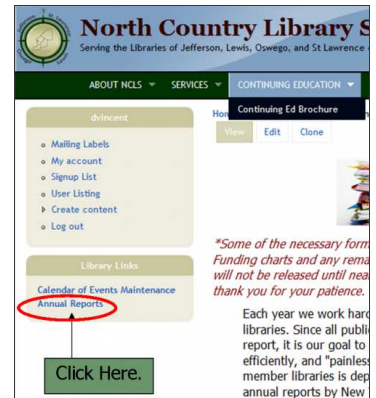 North Country Library S
Serving the Libraries of Jefferson, Lewis, Oswego, and St Lawrence
ABOUT NCLS SERVICES CONTINUING EDUCATION
Continuing Ed Brochure
dvincent
Mailing Labels
My account
Signup List
User Listing
Create content
Log out
Hom
View Edit Clone
*Some of the necessary form
Funding charts and any rema
will not be released until nea
thank you for your patience.
Library Links
Calendar of Events Maintenance
Annual Reports
Click Here.
Each year we work hard
libraries. Since all publi
report, it is our goal to
efficiently, and "painles
member libraries is dep
annual reports by New